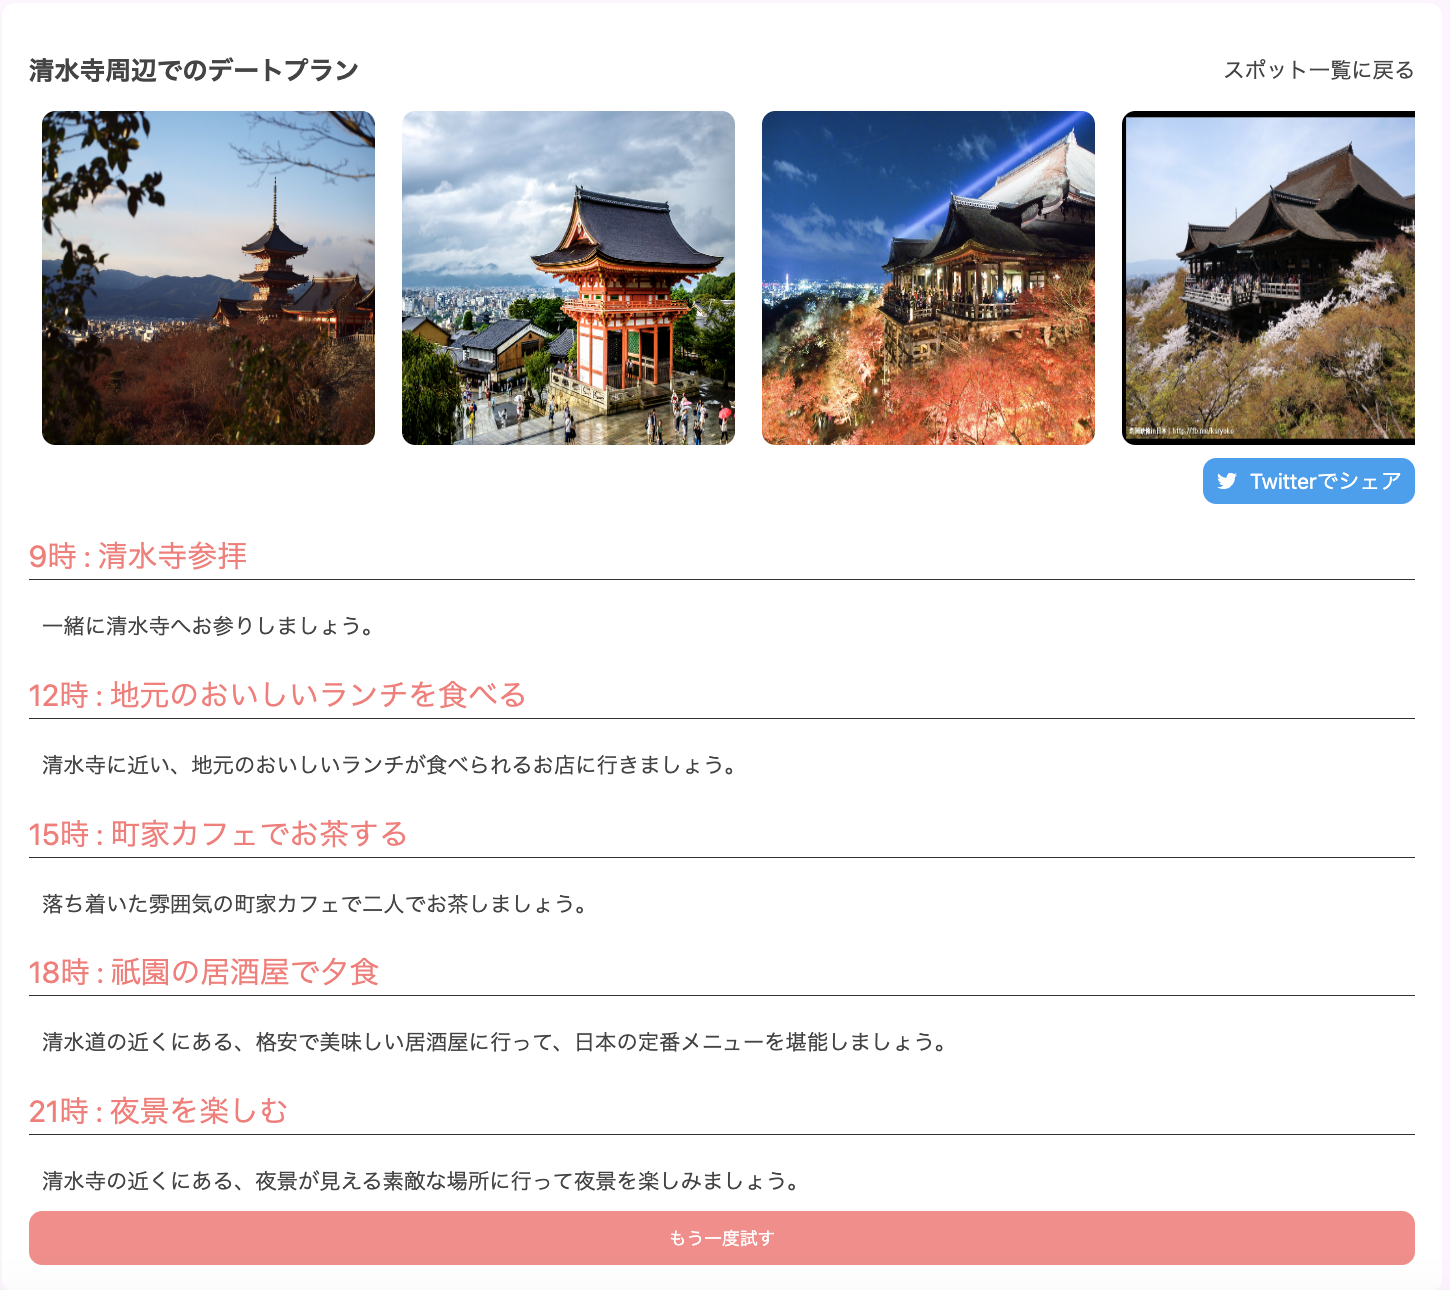 清水寺周辺でのデートプラン
スポット一覧に戻る
Twitterでシェア
9時 : 清水寺参拝
一緒に清水寺へお参りしましょう。
12時 : 地元のおいしいランチを食べる
清水寺に近い、地元のおいしいランチが食べられるお店に行きましょう。
15時 : 町家カフェでお茶する
落ち着いた雰囲気の町家カフェで二人でお茶しましょう。
18時 : 祇園の居酒屋で夕食
清水道の近くにある、格安で美味しい居酒屋に行って、日本の定番メニューを堪能しましょう。
21時 : 夜景を楽しむ
清水寺の近くにある、夜景が見える素敵な場所に行って夜景を楽しみましょう。
もう一度試す